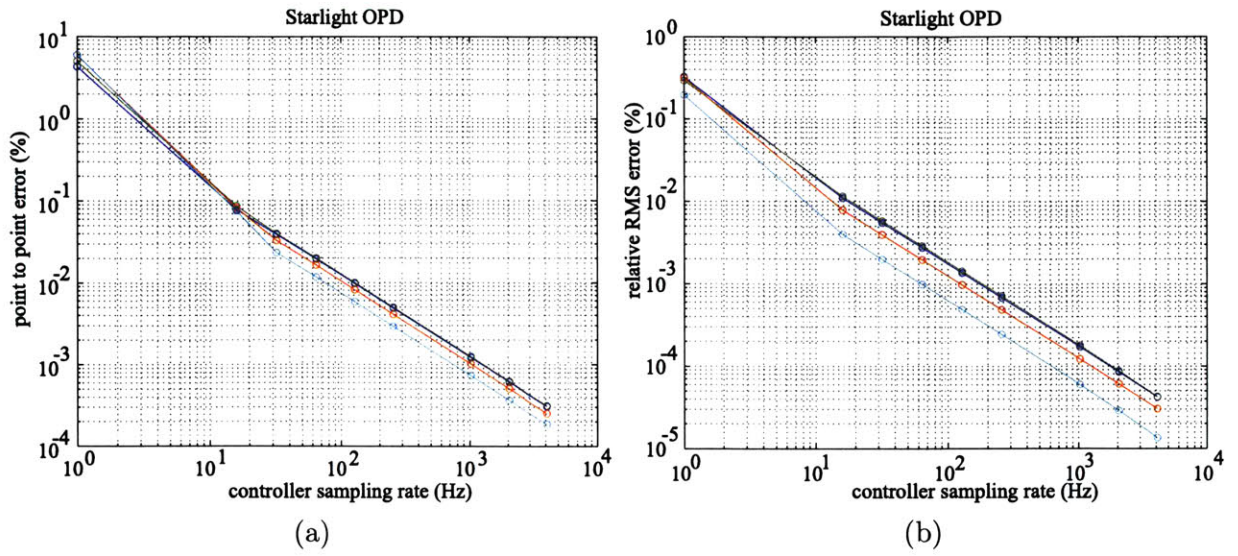 Starlight OPD
10^1
10^0
10^-1
10^-2
10^-3
10^-4
point to point error (%)
10^0 10^1 10^2 10^3 10^4
controller sampling rate (Hz)
(a)
Starlight OPD
10^0
10^-1
10^-2
10^-3
10^-4
10^-5
relative RMS error (%)
10^0 10^1 10^2 10^3 10^4
controller sampling rate (Hz)
(b)